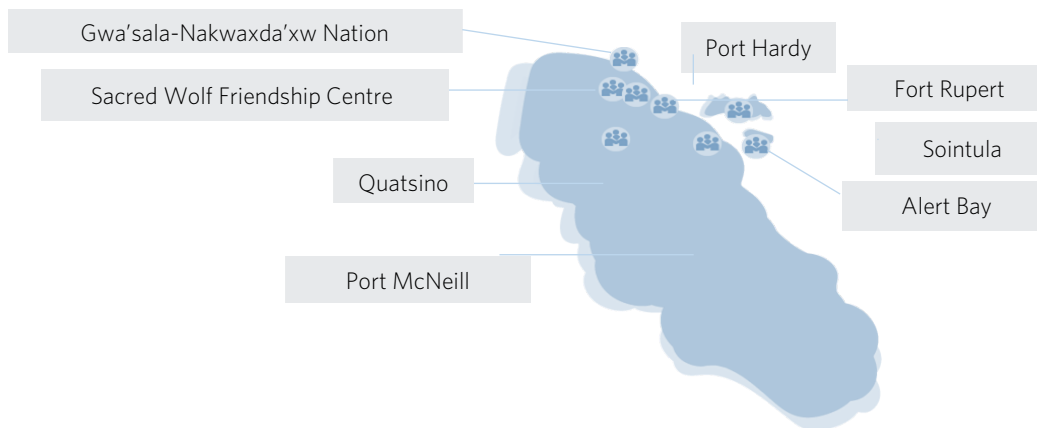 Gwa'sala-Nakwaxda'xw Nation
Port Hardy
Sacred Wolf Friendship Centre
Fort Rupert
Sointula
Quatsino
Alert Bay
Port McNeill